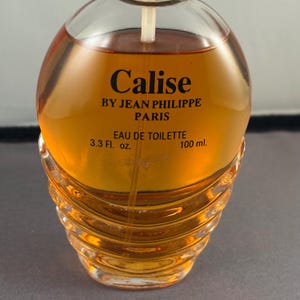 Calise
BY JEAN PHILIPPE
PARIS
EAU DE TOILETTE
3.3 Fl. oz. 100 ml.